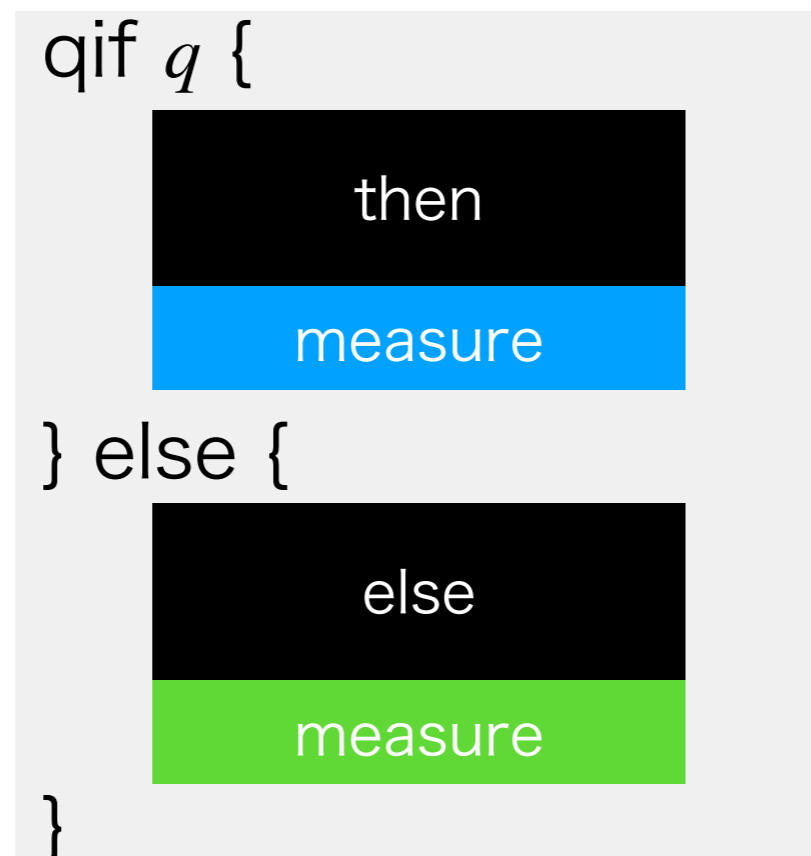 qif q {
then
measure
} else {
else
measure
}